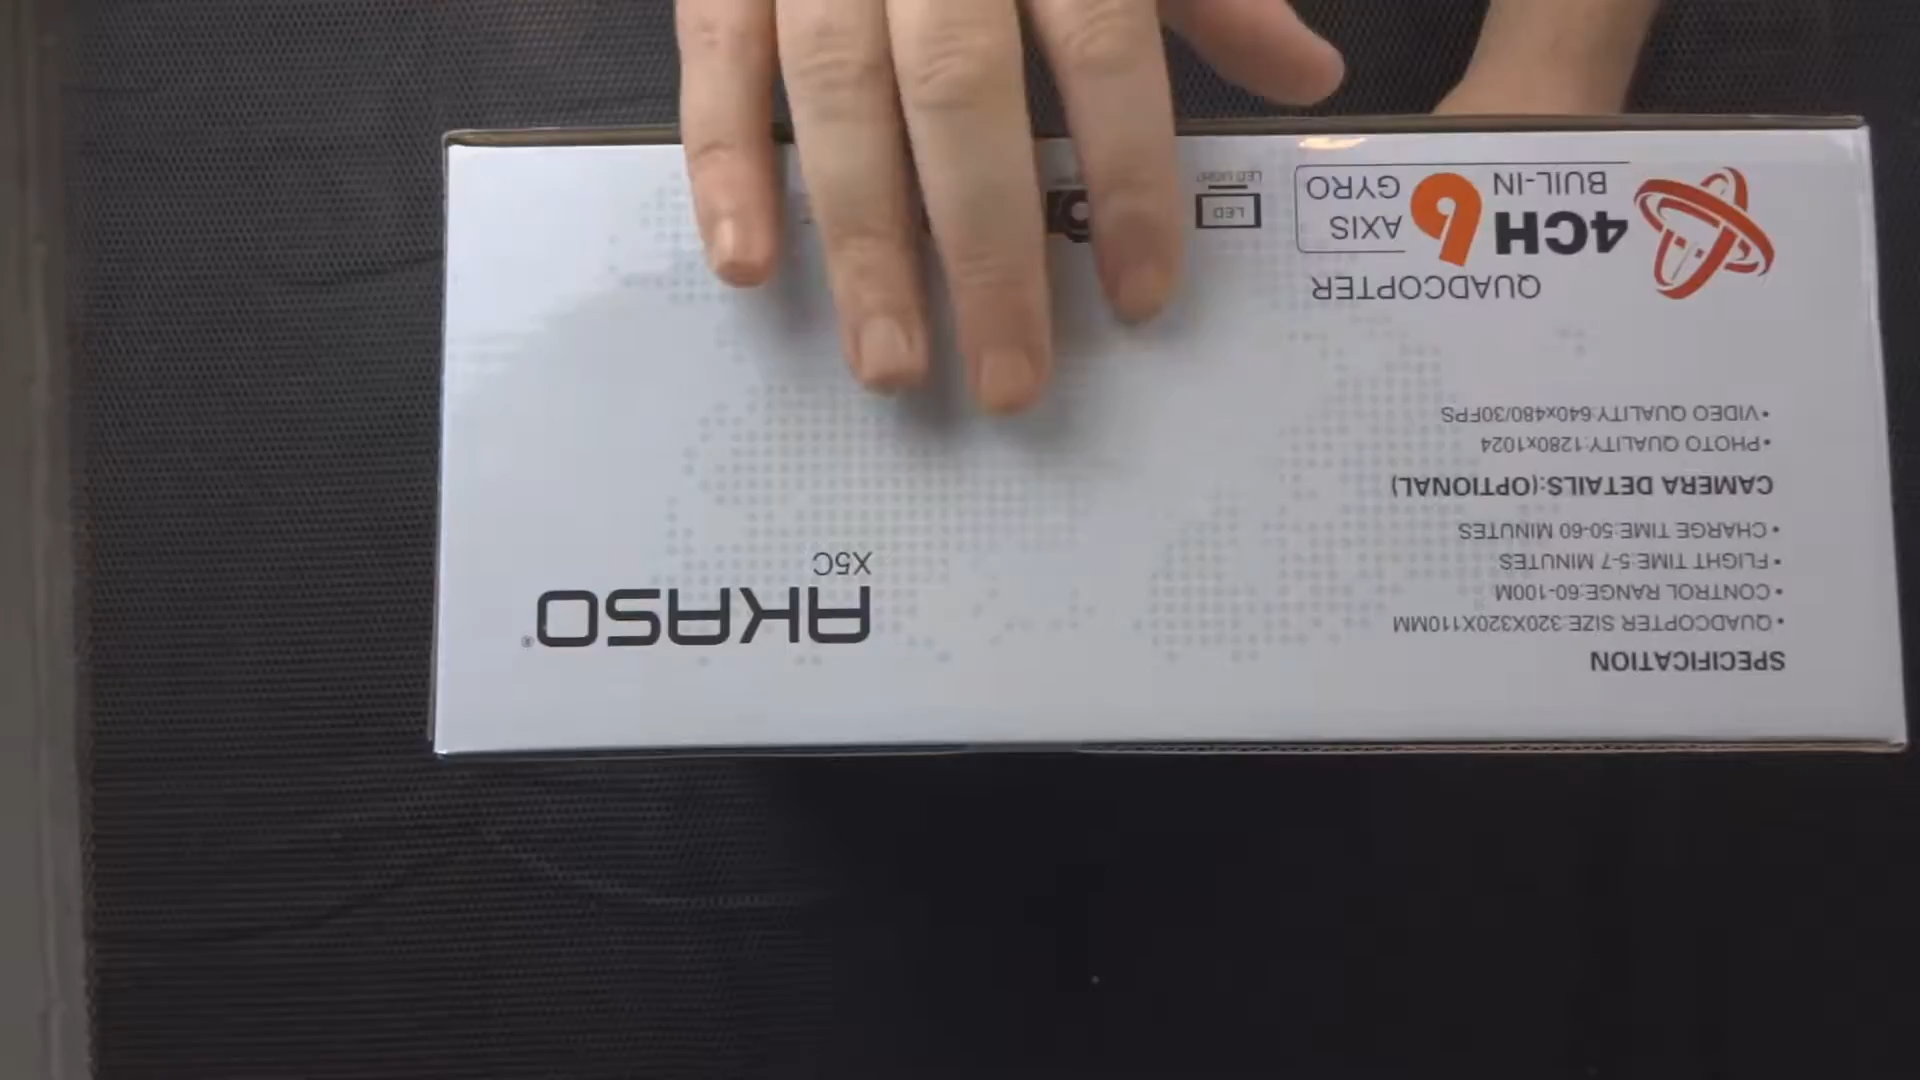 SPECIFICATION
•QUADCOPTER SIZE:320X320X110MM
•CONTROL RANGE:60-100M
•FLIGHT TIME:5-7 MINUTES
•CHARGE TIME:50-60 MINUTES
CAMERA DETAILS:(OPTIONAL)
•PHOTO QUALITY:1280x1024
•VIDEO QUALITY:640x480/30FPS
AKASO®
X5C
QUADCOPTER
4CH 6 AXIS
BUIL-IN GYRO
LED
LED LIGHT